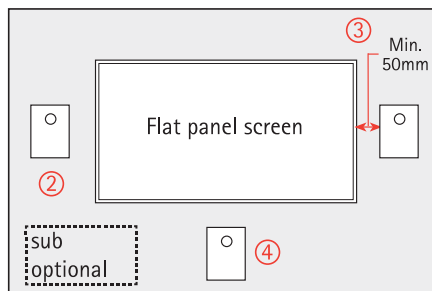 ③
Min.
50mm
Flat panel screen
②
sub
optional
④